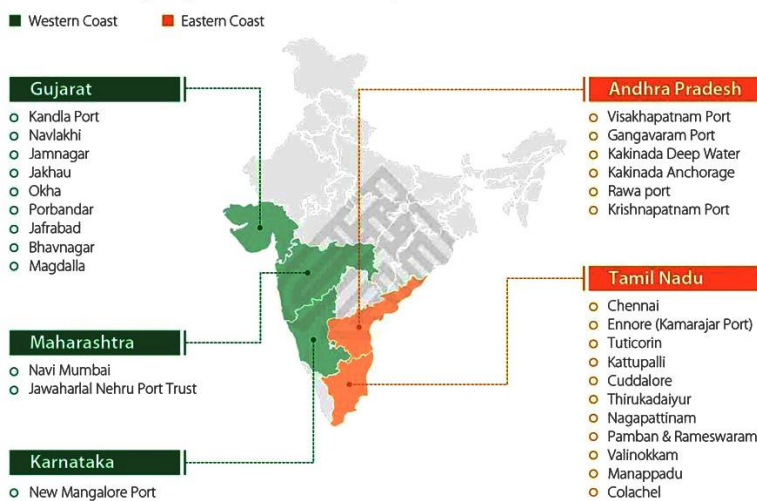 Western Coast
Eastern Coast
Gujarat
Kandla Port
Navlakhi
Jamnagar
Jakhau
Okha
Porbandar
Jafrabad
Bhavnagar
Magdalla
Maharashtra
Navi Mumbai
Jawaharlal Nehru Port Trust
Karnataka
New Mangalore Port
Andhra Pradesh
Visakhapatnam Port
Gangavaram Port
Kakinada Deep Water
Kakinada Anchorage
Rawa port
Krishnapatnam Port
Tamil Nadu
Chennai
Ennore (Kamarajar Port)
Tuticorin
Kattupalli
Cuddalore
Thirukadaiyur
Nagapattinam
Pamban & Rameswaram
Valinokkam
Manappadu
Colachel